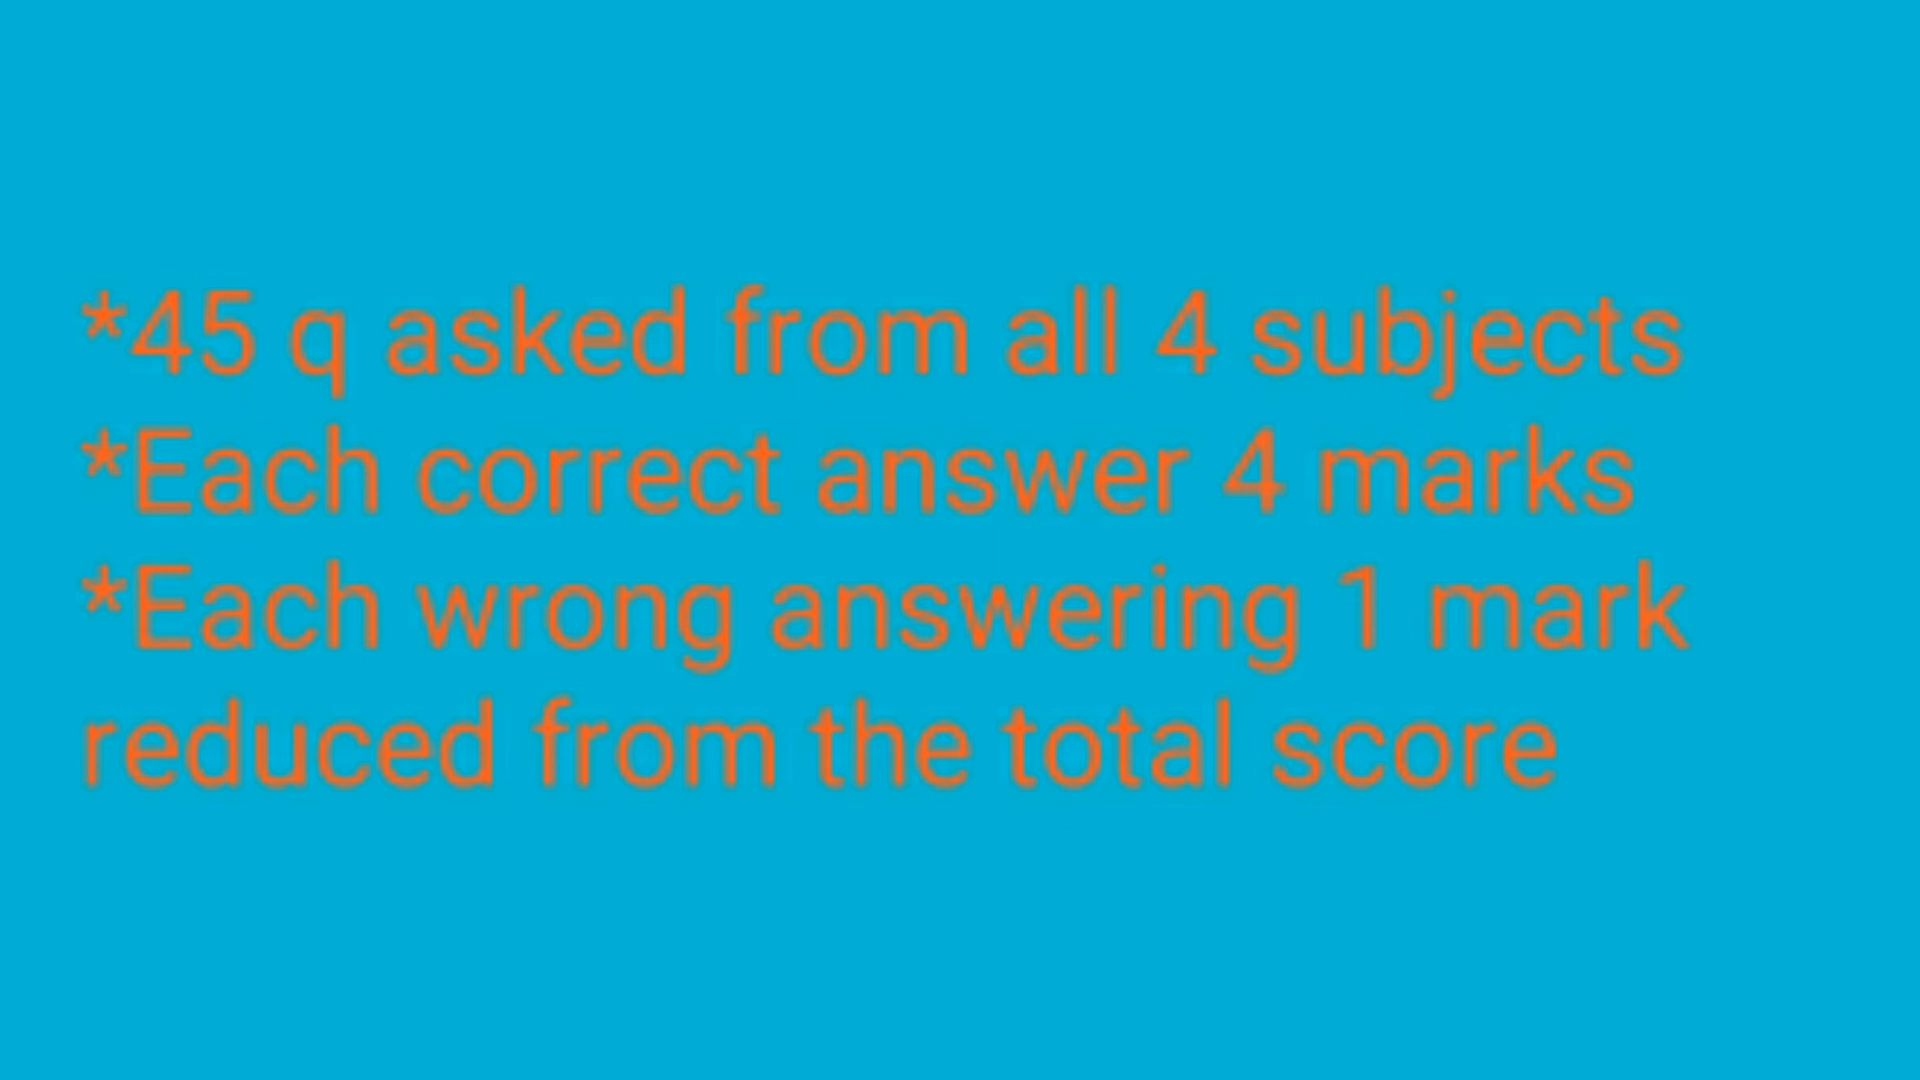 *45 q asked from all 4 subjects
*Each correct answer 4 marks
*Each wrong answering 1 mark
reduced from the total score